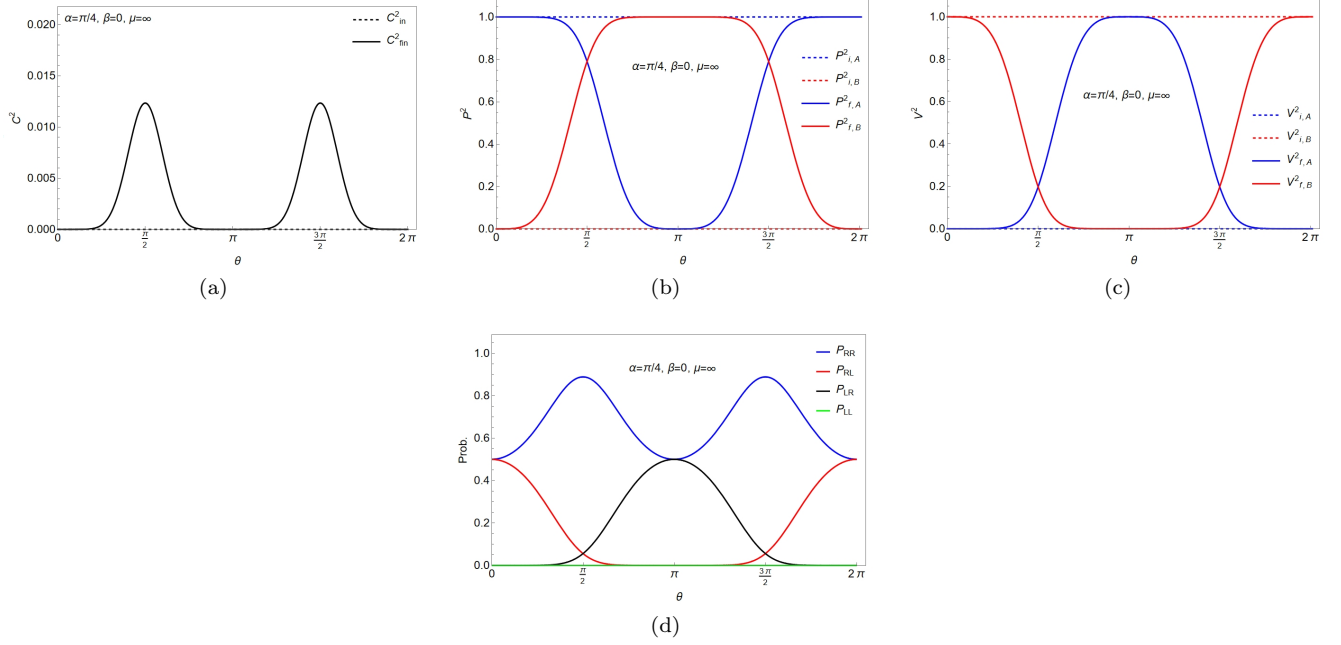 0.020
0.015
0.010
0.005
0.000
C²
α=π/4, β=0, μ=∞
C²in
C²fin
0 π/2 π 3π/2 2π
θ
(a)
1.0
0.8
0.6
0.4
0.2
0.0
P²
α=π/4, β=0, μ=∞
P²i,A
P²i,B
P²f,A
P²f,B
0 π/2 π 3π/2 2π
θ
(b)
1.0
0.8
0.6
0.4
0.2
0.0
V²
α=π/4, β=0, μ=∞
V²i,A
V²i,B
V²f,A
V²f,B
0 π/2 π 3π/2 2π
θ
(c)
1.0
0.8
0.6
0.4
0.2
0.0
Prob.
α=π/4, β=0, μ=∞
PRR
PRL
PLR
PLL
0 π/2 π 3π/2 2π
θ
(d)